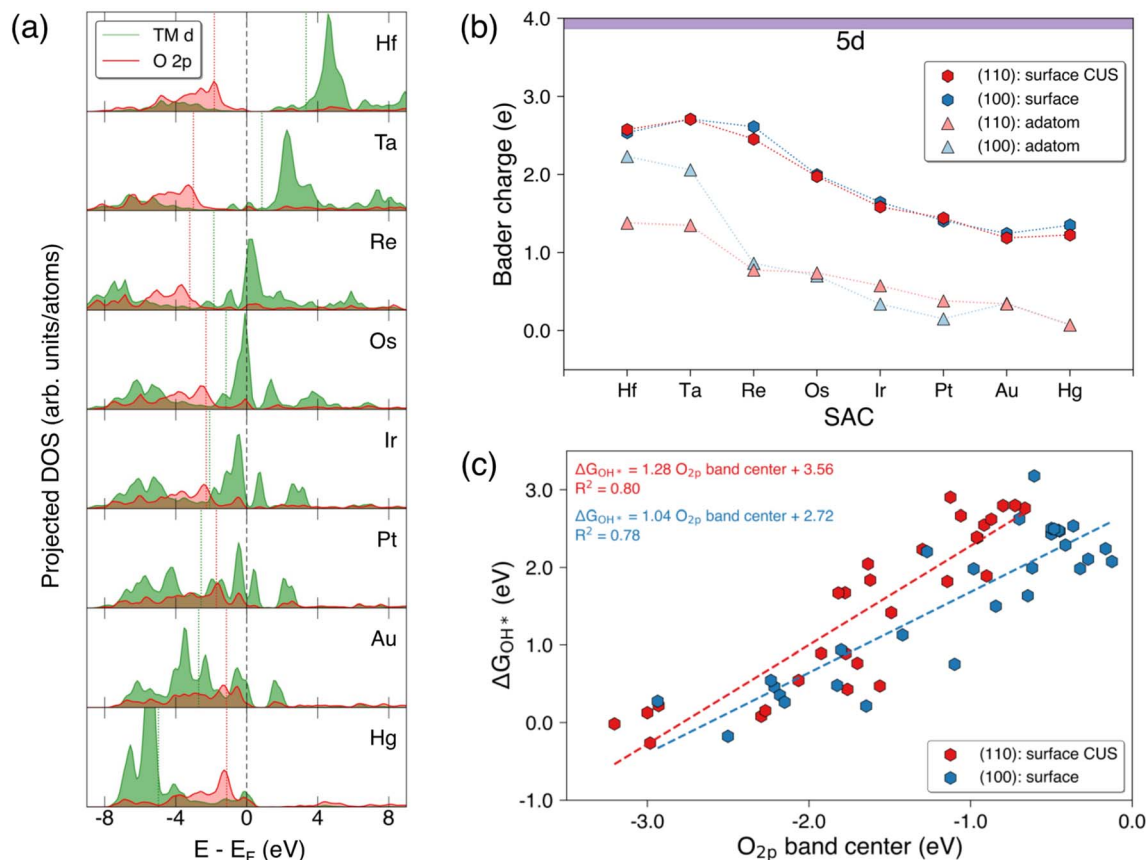 (a)
TM d
O 2p
Hf
Ta
Re
Os
Ir
Pt
Au
Hg
Projected DOS (arb. units/atoms)
-8 -4 0 4 8
E - E_F (eV)
(b)
5d
(110): surface CUS
(100): surface
(110): adatom
(100): adatom
4.0
3.0
2.0
1.0
0.0
Bader charge (e)
Hf Ta Re Os Ir Pt Au Hg
SAC
(c)
ΔG_OH* = 1.28 O_2p band center + 3.56
R² = 0.80
ΔG_OH* = 1.04 O_2p band center + 2.72
R² = 0.78
3.0
2.0
1.0
0.0
-1.0
ΔG_OH* (eV)
(110): surface CUS
(100): surface
-3.0 -2.0 -1.0 0.0
O_2p band center (eV)